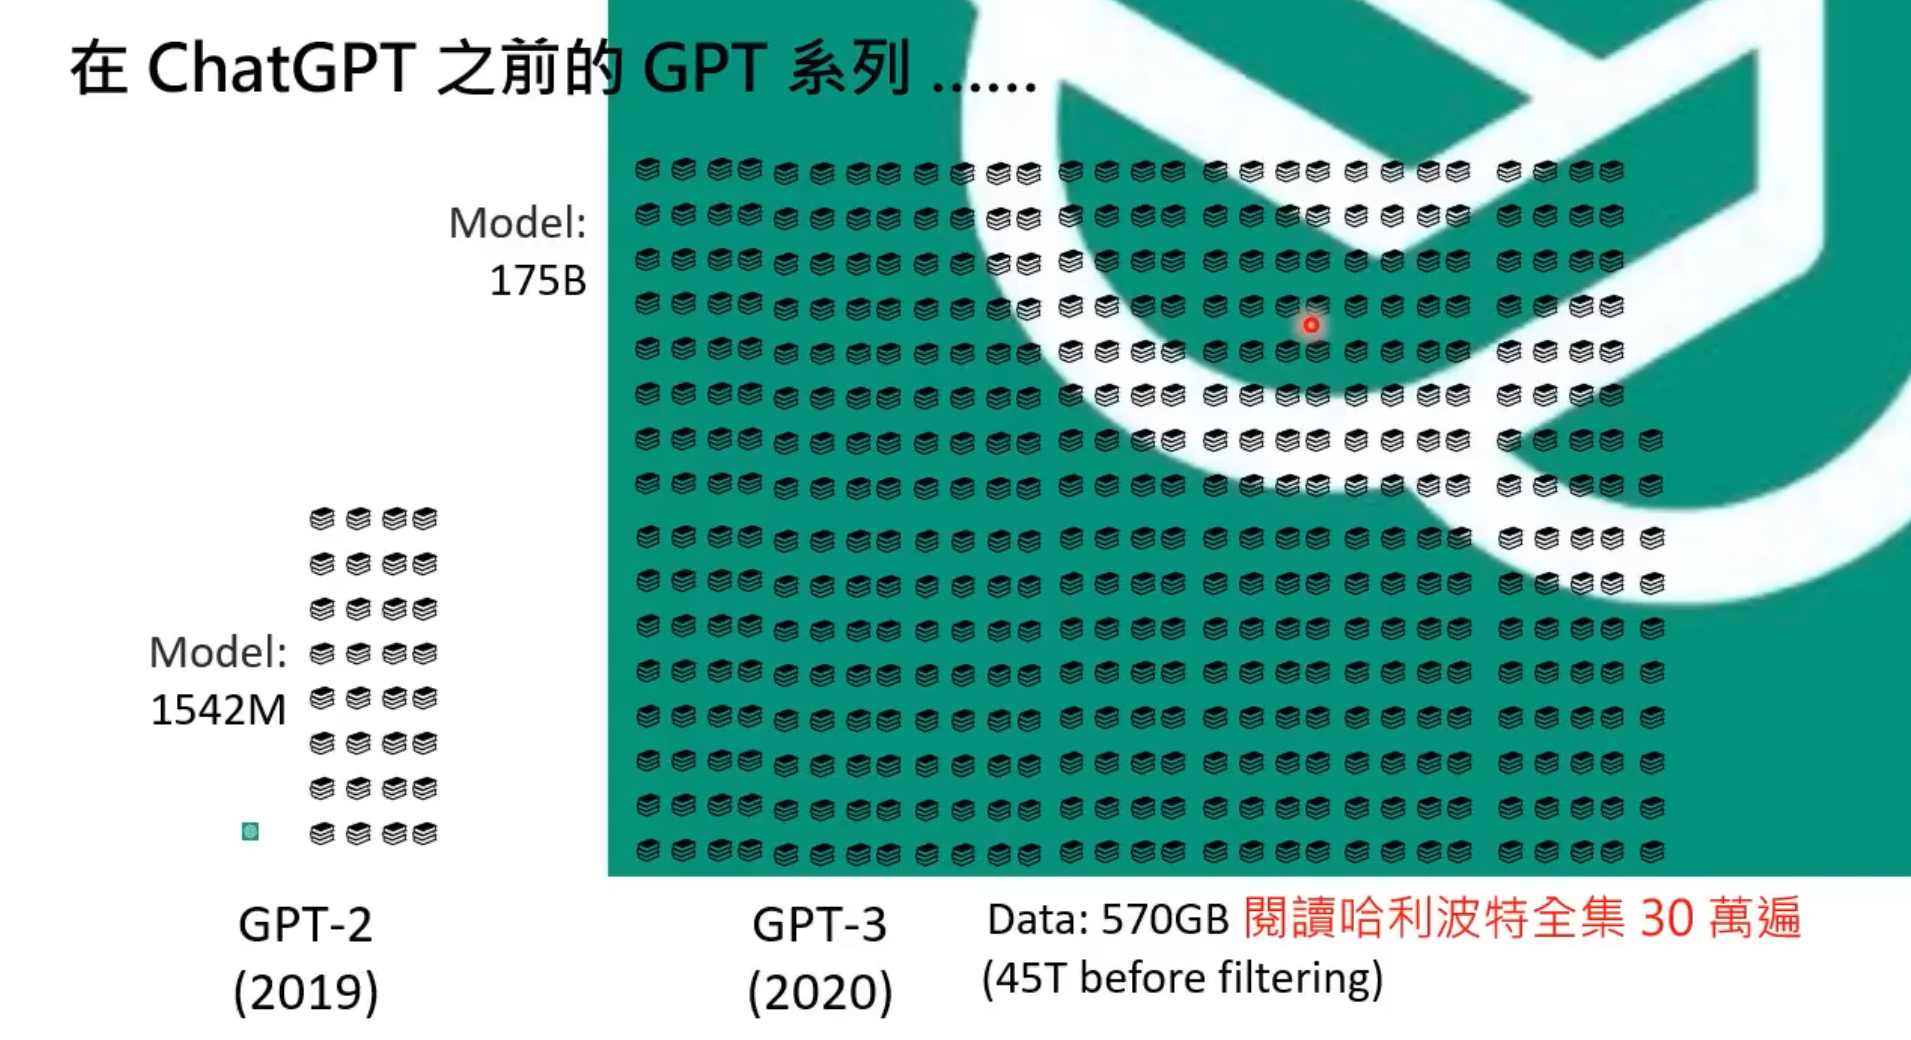 在 ChatGPT 之前的 GPT 系列 ......
Model:
175B
Model:
1542M
GPT-2
(2019)
GPT-3
(2020)
Data: 570GB 閱讀哈利波特全集 30 萬遍
(45T before filtering)